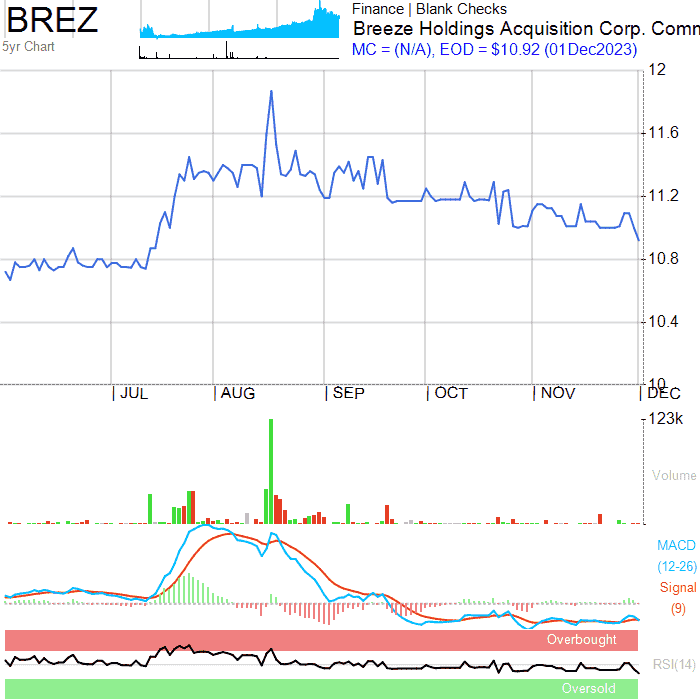 BREZ
5yr Chart
Finance | Blank Checks
Breeze Holdings Acquisition Corp. Comm
MC = (N/A), EOD = $10.92 (01Dec2023)
12
11.6
11.2
10.8
10.4
10
| JUL | AUG | SEP | OCT | NOV | DEC
123k
Volume
MACD
(12-26)
Signal
(9)
Overbought
RSI(14)
Oversold